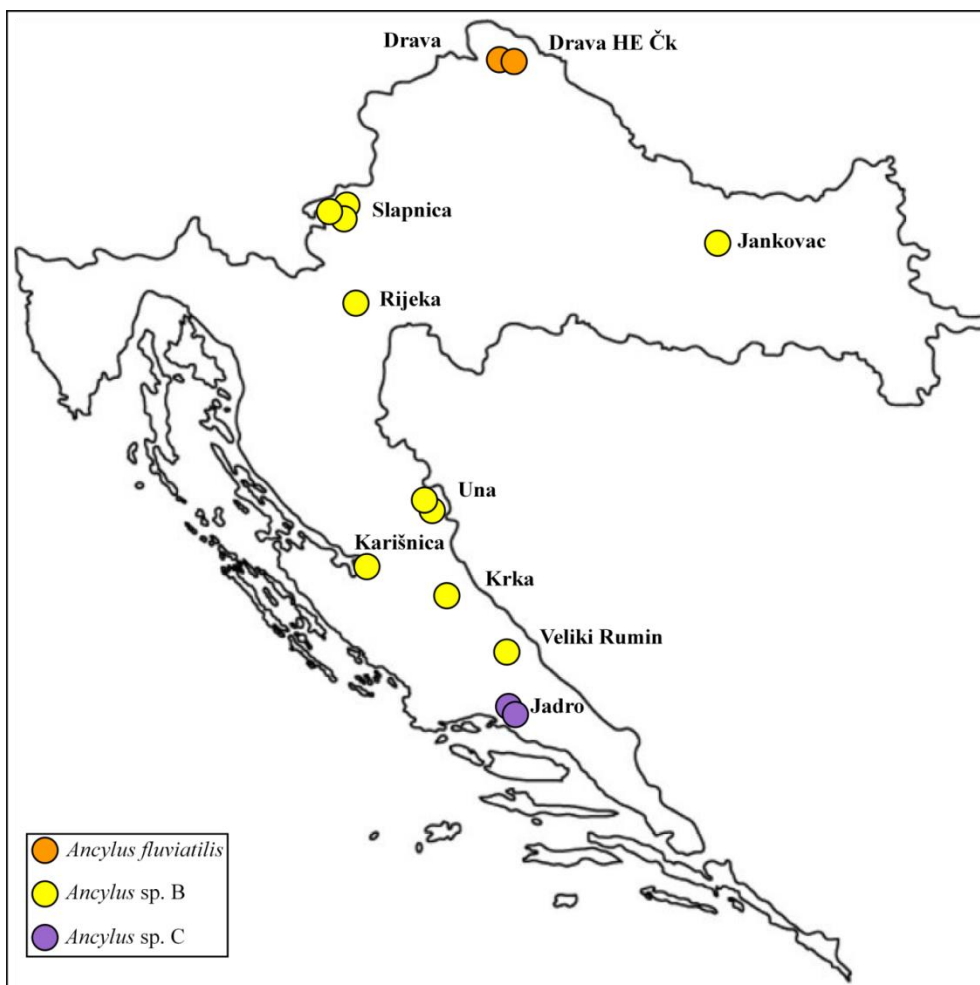 Drava
Drava HE Čk
Slapnica
Jankovac
Rijeka
Una
Karišnica
Krka
Veliki Rumin
Jadro
Ancylus fluviatilis
Ancylus sp. B
Ancylus sp. C